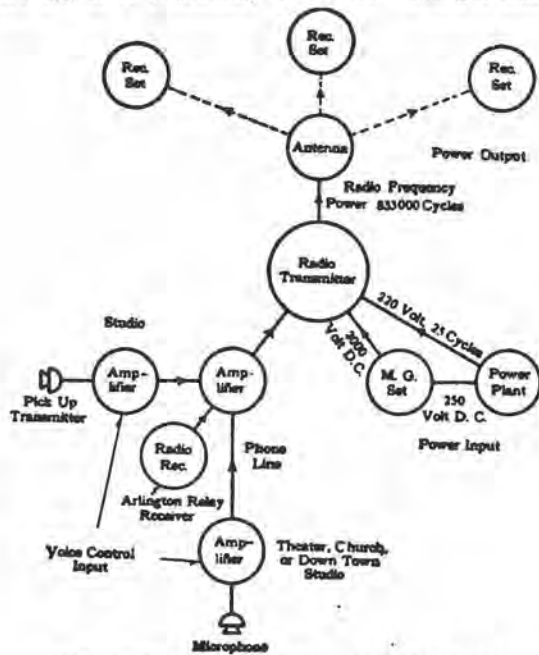 Rec.
Set
Rec.
Set
Rec.
Set
Antenna
Power Output
Radio Frequency
Power 833000 Cycles
Radio
Transmitter
220 Volt, 25 Cycles
2000
Volt D.C.
Studio
Amp-
lifier
Amp-
lifier
M. G.
Set
Power
Plant
250
Volt D. C.
Pick Up
Transmitter
Power Input
Radio
Rec.
Phone
Line
Arlington Relay
Receiver
Voice Control
Input
Amp-
lifier
Theater, Church,
or Down Town
Studio
Microphone